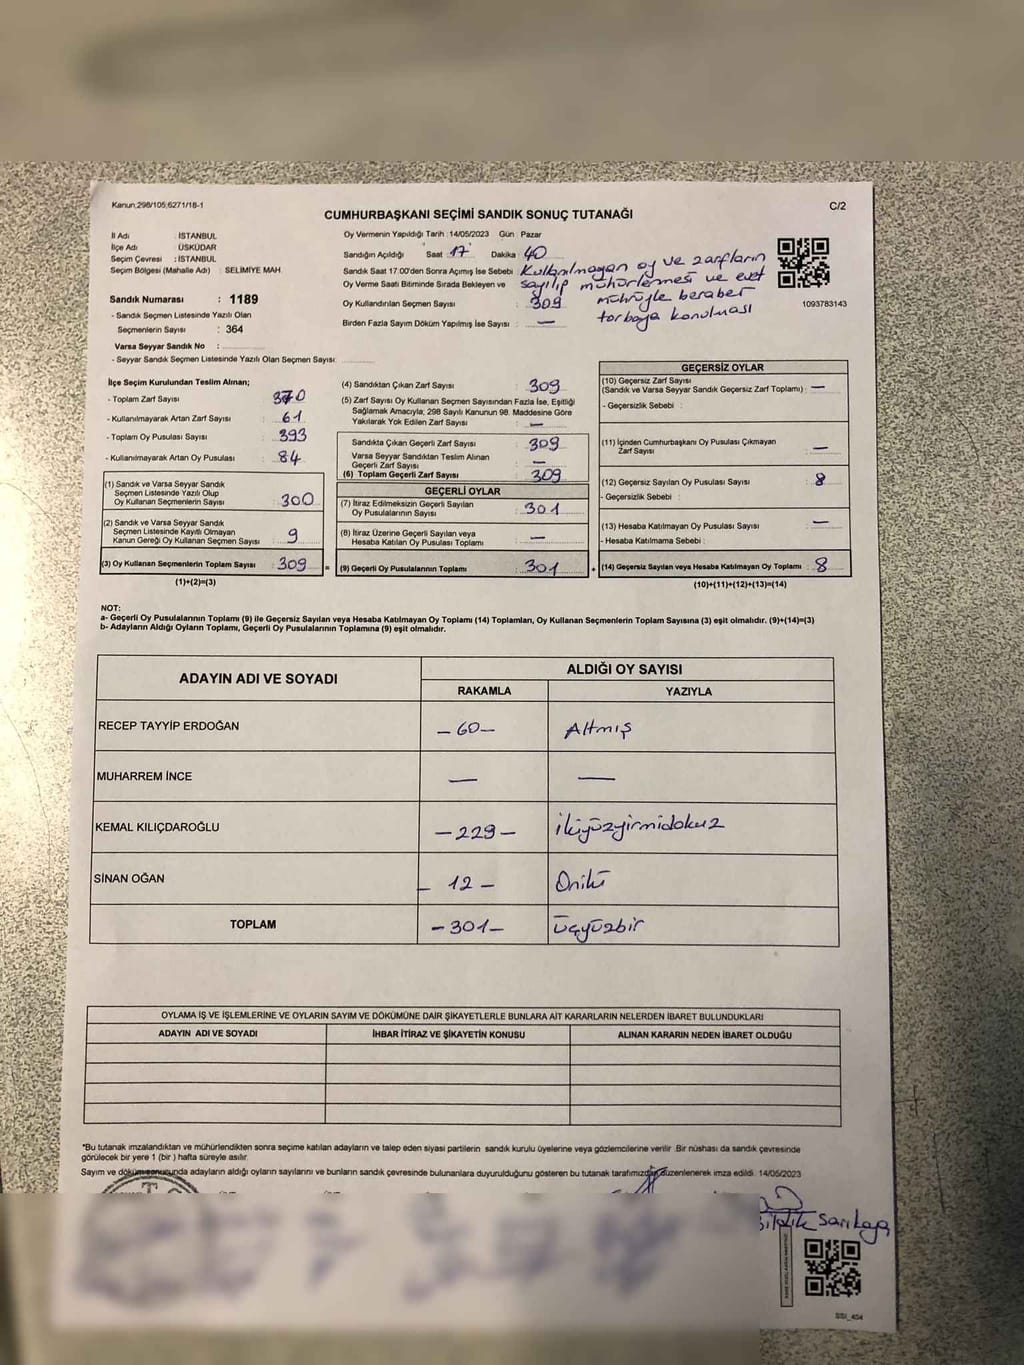 Kanun;298/105;6271/18-1
C/2
CUMHURBAŞKANI SEÇİMİ SANDIK SONUÇ TUTANAĞI
İl Adı : İSTANBUL
İlçe Adı : ÜSKÜDAR
Seçim Çevresi : İSTANBUL
Seçim Bölgesi (Mahalle Adı) : SELİMİYE MAH.
Sandık Numarası : 1189
- Sandık Seçmen Listesinde Yazılı Olan
Seçmenlerin Sayısı : 364
Varsa Seyyar Sandık No :
- Seyyar Sandık Seçmen Listesinde Yazılı Olan Seçmen Sayısı:
Oy Vermenin Yapıldığı Tarih :14/05/2023 Gün : Pazar
Sandığın Açıldığı Saat 17 Dakika 40
Sandık Saat 17:00'den Sonra Açımış İse Sebebi Kullanılmayan oy ve zarfların
sayılıp mühürlenmesi ve evet
mührüyle beraber
torbaya konulması
Oy Verme Saati Bitiminde Sırada Bekleyen ve
Oy Kullandırılan Seçmen Sayısı : 309
Birden Fazla Sayım Döküm Yapılmış İse Sayısı : —
1093783143
İlçe Seçim Kurulundan Teslim Alınan;
- Toplam Zarf Sayısı : 370
- Kullanılmayarak Artan Zarf Sayısı : 61
- Toplam Oy Pusulası Sayısı : 393
- Kullanılmayarak Artan Oy Pusulası : 84
(1) Sandık ve Varsa Seyyar Sandık
Seçmen Listesinde Yazılı Olup
Oy Kullanan Seçmenlerin Sayısı : 300
(2) Sandık ve Varsa Seyyar Sandık
Seçmen Listesinde Kayıtlı Olmayan
Kanun Gereği Oy Kullanan Seçmen Sayısı : 9
(3) Oy Kullanan Seçmenlerin Toplam Sayısı : 309 =
(1)+(2)=(3)
(4) Sandıktan Çıkan Zarf Sayısı : 309
(5) Zarf Sayısı Oy Kullanan Seçmen Sayısından Fazla İse, Eşitliği
Sağlamak Amacıyla; 298 Sayılı Kanunun 98. Maddesine Göre
Yakılarak Yok Edilen Zarf Sayısı : —
Sandıkta Çıkan Geçerli Zarf Sayısı : 309
Varsa Seyyar Sandıktan Teslim Alınan
Geçerli Zarf Sayısı : —
(6) Toplam Geçerli Zarf Sayısı : 309
GEÇERLİ OYLAR
(7) İtiraz Edilmeksizin Geçerli Sayılan
Oy Pusulalarının Sayısı : 301
(8) İtiraz Üzerine Geçerli Sayılan veya
Hesaba Katılan Oy Pusulası Toplamı : —
(9) Geçerli Oy Pusulalarının Toplamı : 301 +
GEÇERSİZ OYLAR
(10) Geçersiz Zarf Sayısı
(Sandık ve Varsa Seyyar Sandık Geçersiz Zarf Toplamı) : —
- Geçersizlik Sebebi :
(11) İçinden Cumhurbaşkanı Oy Pusulası Çıkmayan
Zarf Sayısı : —
(12) Geçersiz Sayılan Oy Pusulası Sayısı : 8
- Geçersizlik Sebebi :
(13) Hesaba Katılmayan Oy Pusulası Sayısı : —
- Hesaba Katılmama Sebebi :
(14) Geçersiz Sayılan veya Hesaba Katılmayan Oy Toplamı : 8
(10)+(11)+(12)+(13)=(14)
NOT:
a- Geçerli Oy Pusulalarının Toplamı (9) ile Geçersiz Sayılan veya Hesaba Katılmayan Oy Toplamı (14) Toplamları, Oy Kullanan Seçmenlerin Toplam Sayısına (3) eşit olmalıdır. (9)+(14)=(3)
b- Adayların Aldığı Oyların Toplamı, Geçerli Oy Pusulalarının Toplamına (9) eşit olmalıdır.
ADAYIN ADI VE SOYADI
ALDIĞI OY SAYISI
RAKAMLA YAZIYLA
RECEP TAYYİP ERDOĞAN — 60 — Altmış
MUHARREM İNCE — —
KEMAL KILIÇDAROĞLU — 229 — İkiyüzyirmidokuz
SİNAN OĞAN — 12 — Oniki
TOPLAM — 301 — Üçyüzbir
OYLAMA İŞ VE İŞLEMLERİNE VE OYLARIN SAYIM VE DÖKÜMÜNE DAİR ŞİKAYETLERLE BUNLARA AİT KARARLARIN NELERDEN İBARET BULUNDUKLARI
ADAYIN ADI VE SOYADI İHBAR İTİRAZ VE ŞİKAYETİN KONUSU ALINAN KARARIN NEDEN İBARET OLDUĞU
*Bu tutanak imzalandıktan ve mühürlendikten sonra seçime katılan adayların ve talep eden siyasi partilerin sandık kurulu üyelerine veya gözlemcilerine verilir. Bir nüshası da sandık çevresinde
görülecek bir yere 1 (bir ) hafta süreyle asılır.
Sayım ve döküm sonucunda adayların aldığı oyların sayılarını ve bunların sandık çevresinde bulunanlara duyurulduğunu gösteren bu tutanak tarafımızdan düzenlenerek imza edildi. 14/05/2023
Sarıkaya
SSI_404